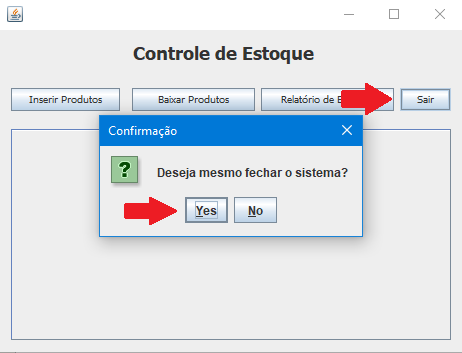 Controle de Estoque
Inserir Produtos
Baixar Produtos
Relatório de E
Sair
Confirmação
?
Deseja mesmo fechar o sistema?
Yes
No